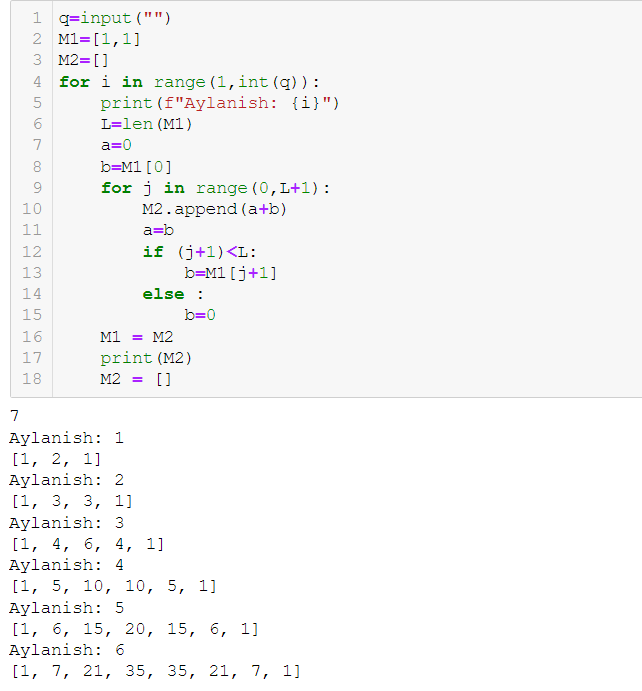 1 q=input("")
2 M1=[1,1]
3 M2=[]
4 for i in range(1,int(q)):
5     print(f"Aylanish: {i}")
6     L=len(M1)
7     a=0
8     b=M1[0]
9     for j in range(0,L+1):
10         M2.append(a+b)
11         a=b
12         if (j+1)<L:
13             b=M1[j+1]
14         else :
15             b=0
16     M1 = M2
17     print(M2)
18     M2 = []
7
Aylanish: 1
[1, 2, 1]
Aylanish: 2
[1, 3, 3, 1]
Aylanish: 3
[1, 4, 6, 4, 1]
Aylanish: 4
[1, 5, 10, 10, 5, 1]
Aylanish: 5
[1, 6, 15, 20, 15, 6, 1]
Aylanish: 6
[1, 7, 21, 35, 35, 21, 7, 1]